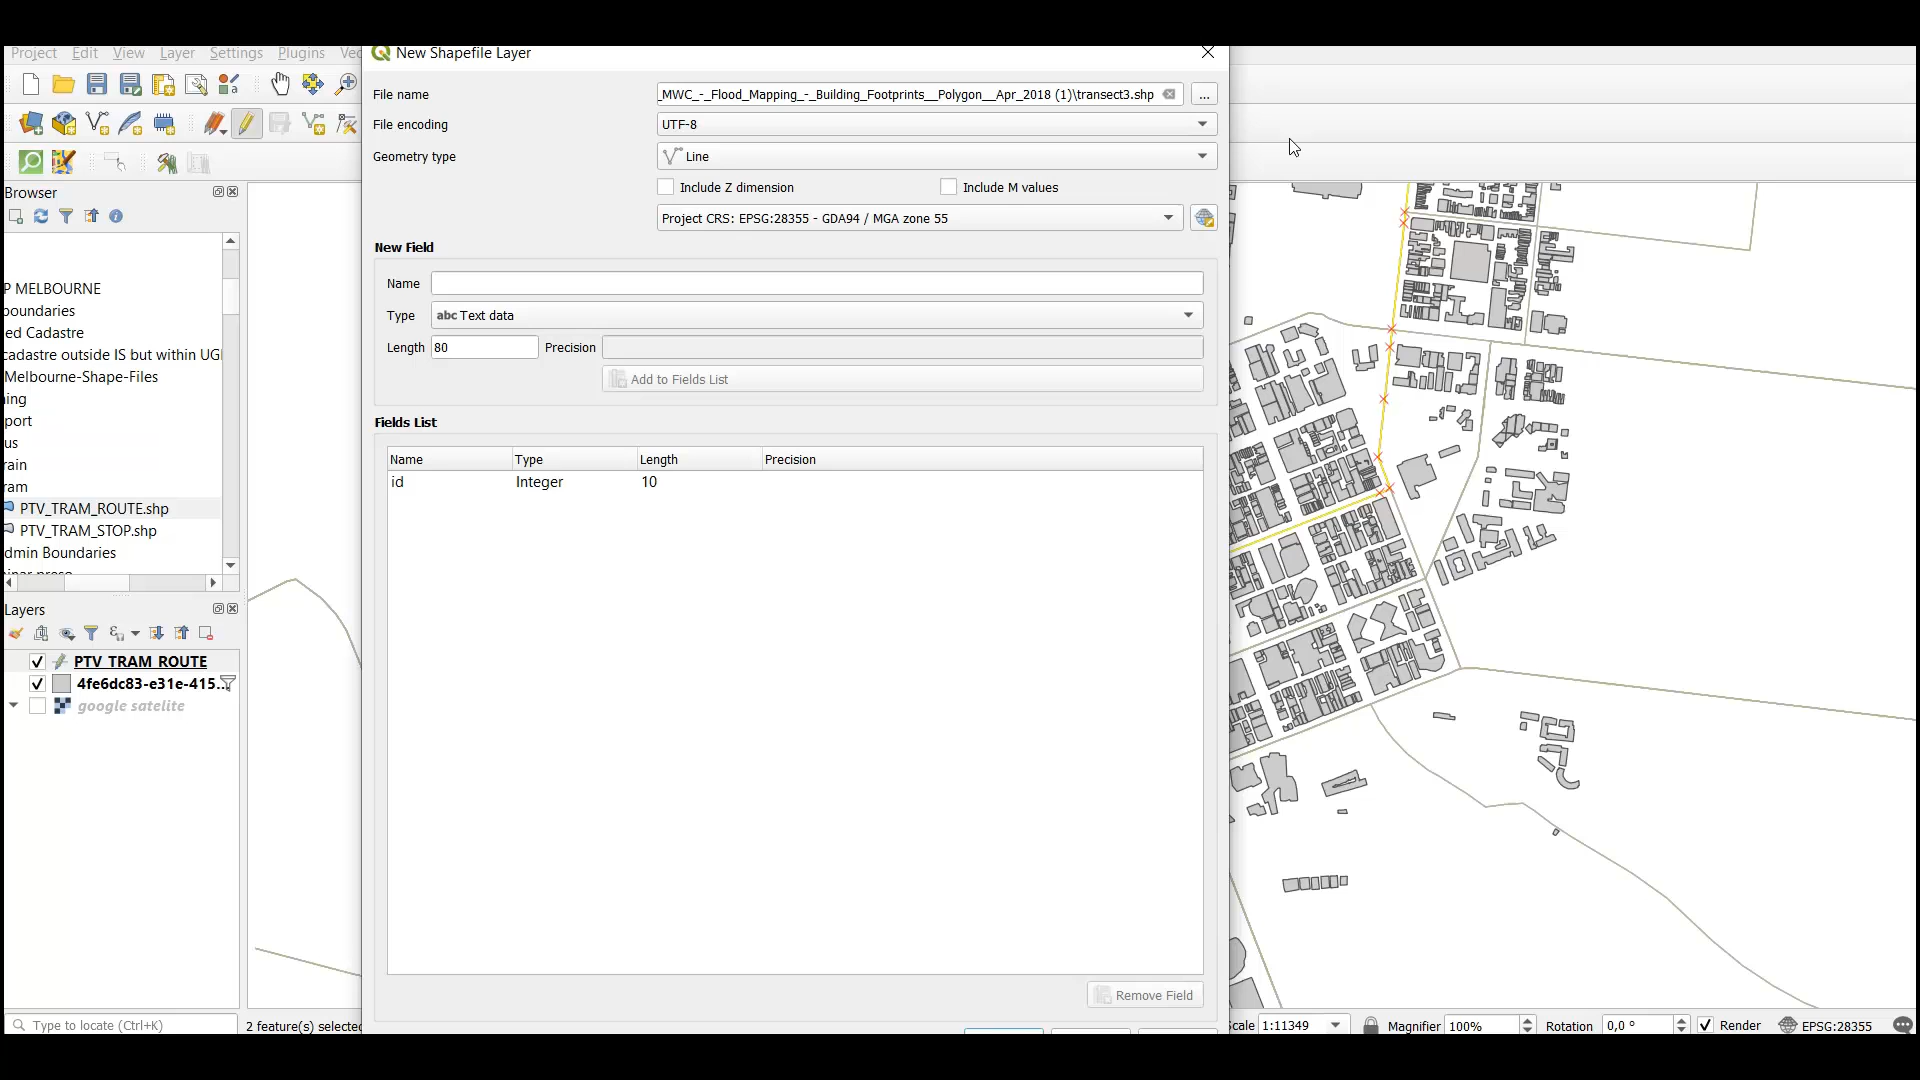 Project Edit View Layer Settings Plugins
New Shapefile Layer
File name
_MWC_-_Flood_Mapping_-_Building_Footprints__Polygon__Apr_2018 (1)\transect3.shp
...
File encoding
UTF-8
Geometry type
Line
Include Z dimension
Include M values
Project CRS: EPSG:28355 - GDA94 / MGA zone 55
New Field
Name
Type
abc Text data
Length
80
Precision
Add to Fields List
Fields List
Name Type Length Precision
id Integer 10
Remove Field
Browser
P MELBOURNE
boundaries
ed Cadastre
cadastre outside IS but within UG
Melbourne-Shape-Files
ning
port
us
rain
ram
PTV_TRAM_ROUTE.shp
PTV_TRAM_STOP.shp
dmin Boundaries
Layers
PTV TRAM ROUTE
4fe6dc83-e31e-415...
google satelite
Type to locate (Ctrl+K)
2 feature(s) selected
cale 1:11349
Magnifier 100%
Rotation 0,0 °
Render
EPSG:28355